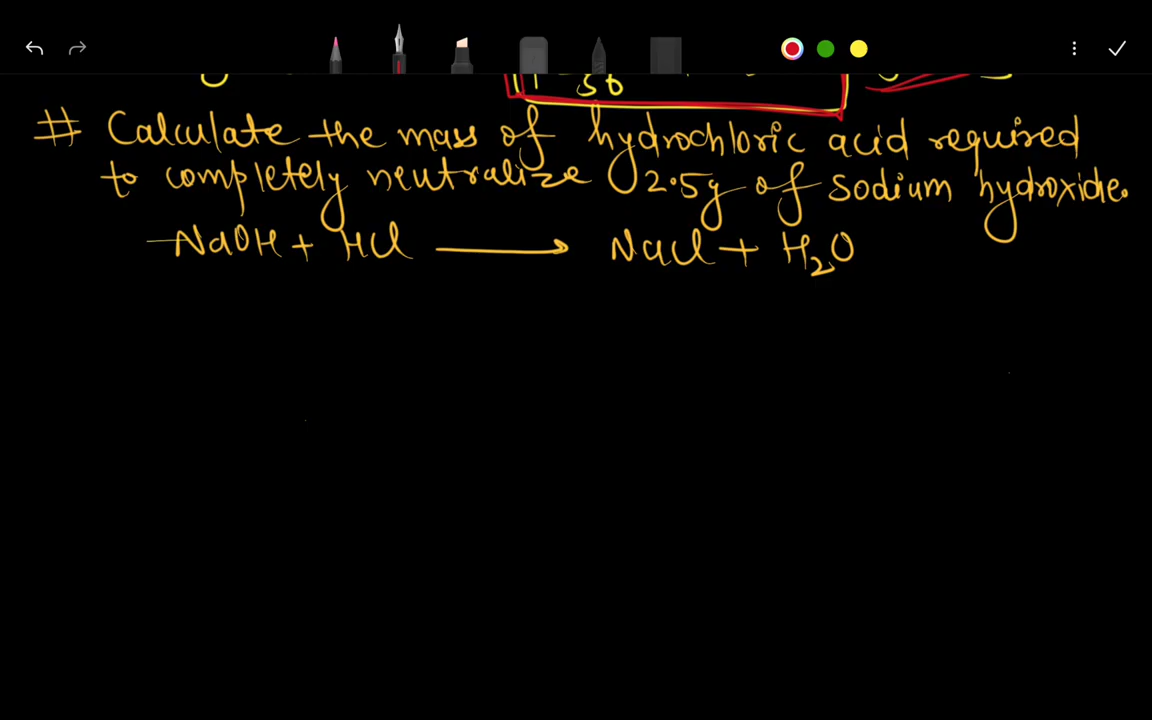 # Calculate the mass of hydrochloric acid required
to completely neutralize 2.5g of sodium hydroxide.
NaOH + HCl ⟶ NaCl + H₂O